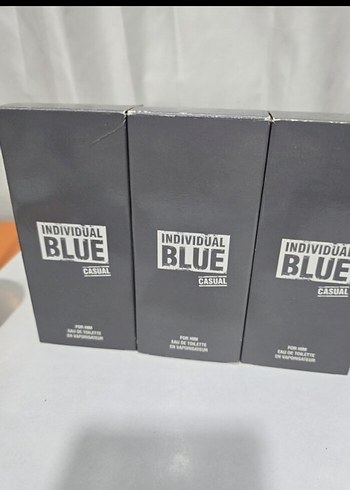 INDIVIDUAL
BLUE
CASUAL
FOR HIM
EAU DE TOILETTE
EN VAPORISATEUR
INDIVIDUAL
BLUE
CASUAL
FOR HIM
EAU DE TOILETTE
EN VAPORISATEUR
INDIVIDUAL
BLUE
CASUAL
FOR HIM
EAU DE TOILETTE
EN VAPORISATEUR